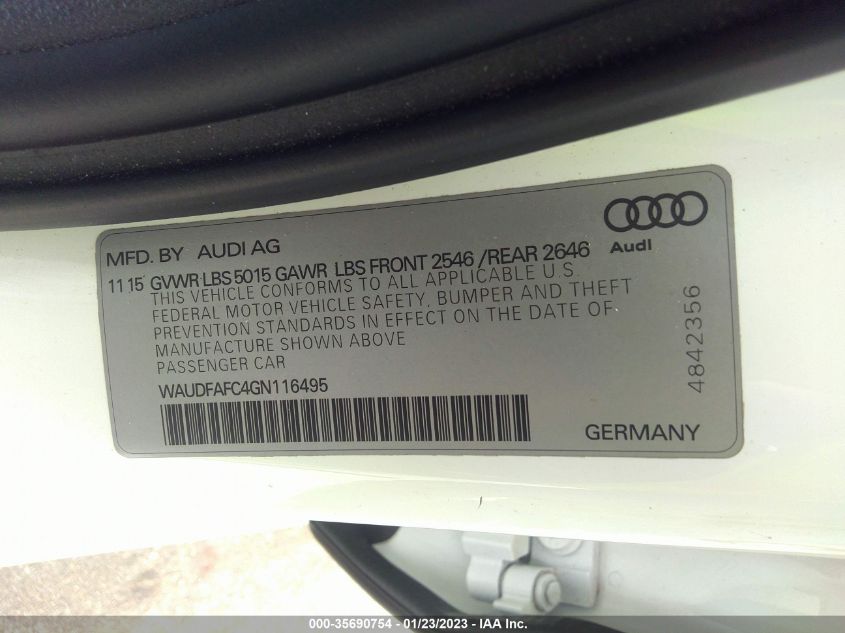 MFD. BY AUDI AG
Audi
11 15 GVWR LBS 5015 GAWR LBS FRONT 2546 /REAR 2646
THIS VEHICLE CONFORMS TO ALL APPLICABLE U.S.
FEDERAL MOTOR VEHICLE SAFETY, BUMPER AND THEFT
PREVENTION STANDARDS IN EFFECT ON THE DATE OF
MANUFACTURE SHOWN ABOVE
PASSENGER CAR
WAUDFAFC4GN116495
GERMANY
4842356
000-35690754 - 01/23/2023 - IAA Inc.